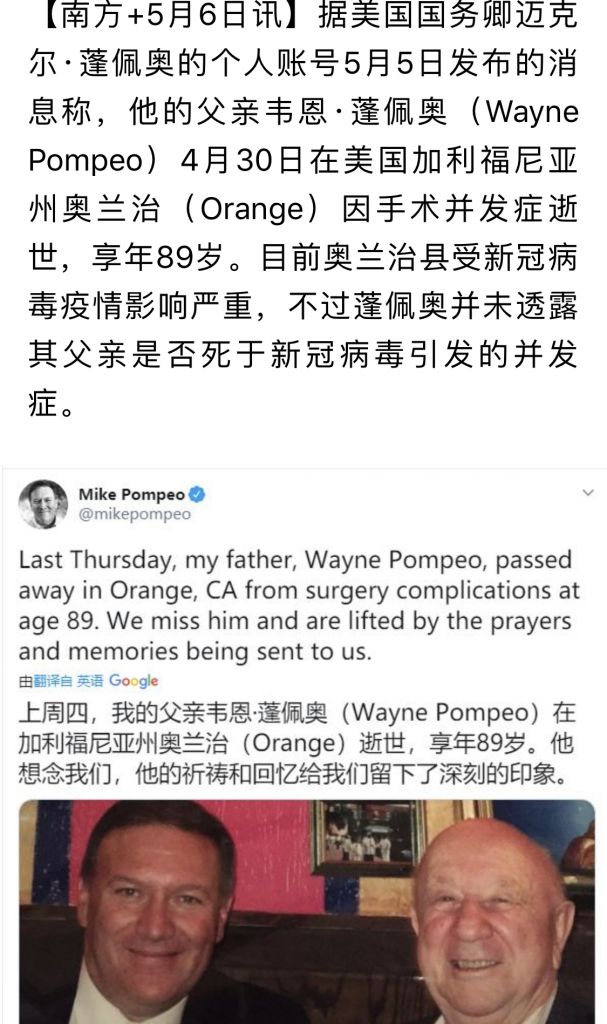 【南方+5月6日讯】据美国国务卿迈克
尔·蓬佩奥的个人账号5月5日发布的消
息称，他的父亲韦恩·蓬佩奥（Wayne
Pompeo）4月30日在美国加利福尼亚
州奥兰治（Orange）因手术并发症逝
世，享年89岁。目前奥兰治县受新冠病
毒疫情影响严重，不过蓬佩奥并未透露
其父亲是否死于新冠病毒引发的并发
症。
Mike Pompeo
@mikepompeo
Last Thursday, my father, Wayne Pompeo, passed
away in Orange, CA from surgery complications at
age 89. We miss him and are lifted by the prayers
and memories being sent to us.
由翻译自 英语 Google
上周四，我的父亲韦恩·蓬佩奥（Wayne Pompeo）在
加利福尼亚州奥兰治（Orange）逝世，享年89岁。他
想念我们，他的祈祷和回忆给我们留下了深刻的印象。